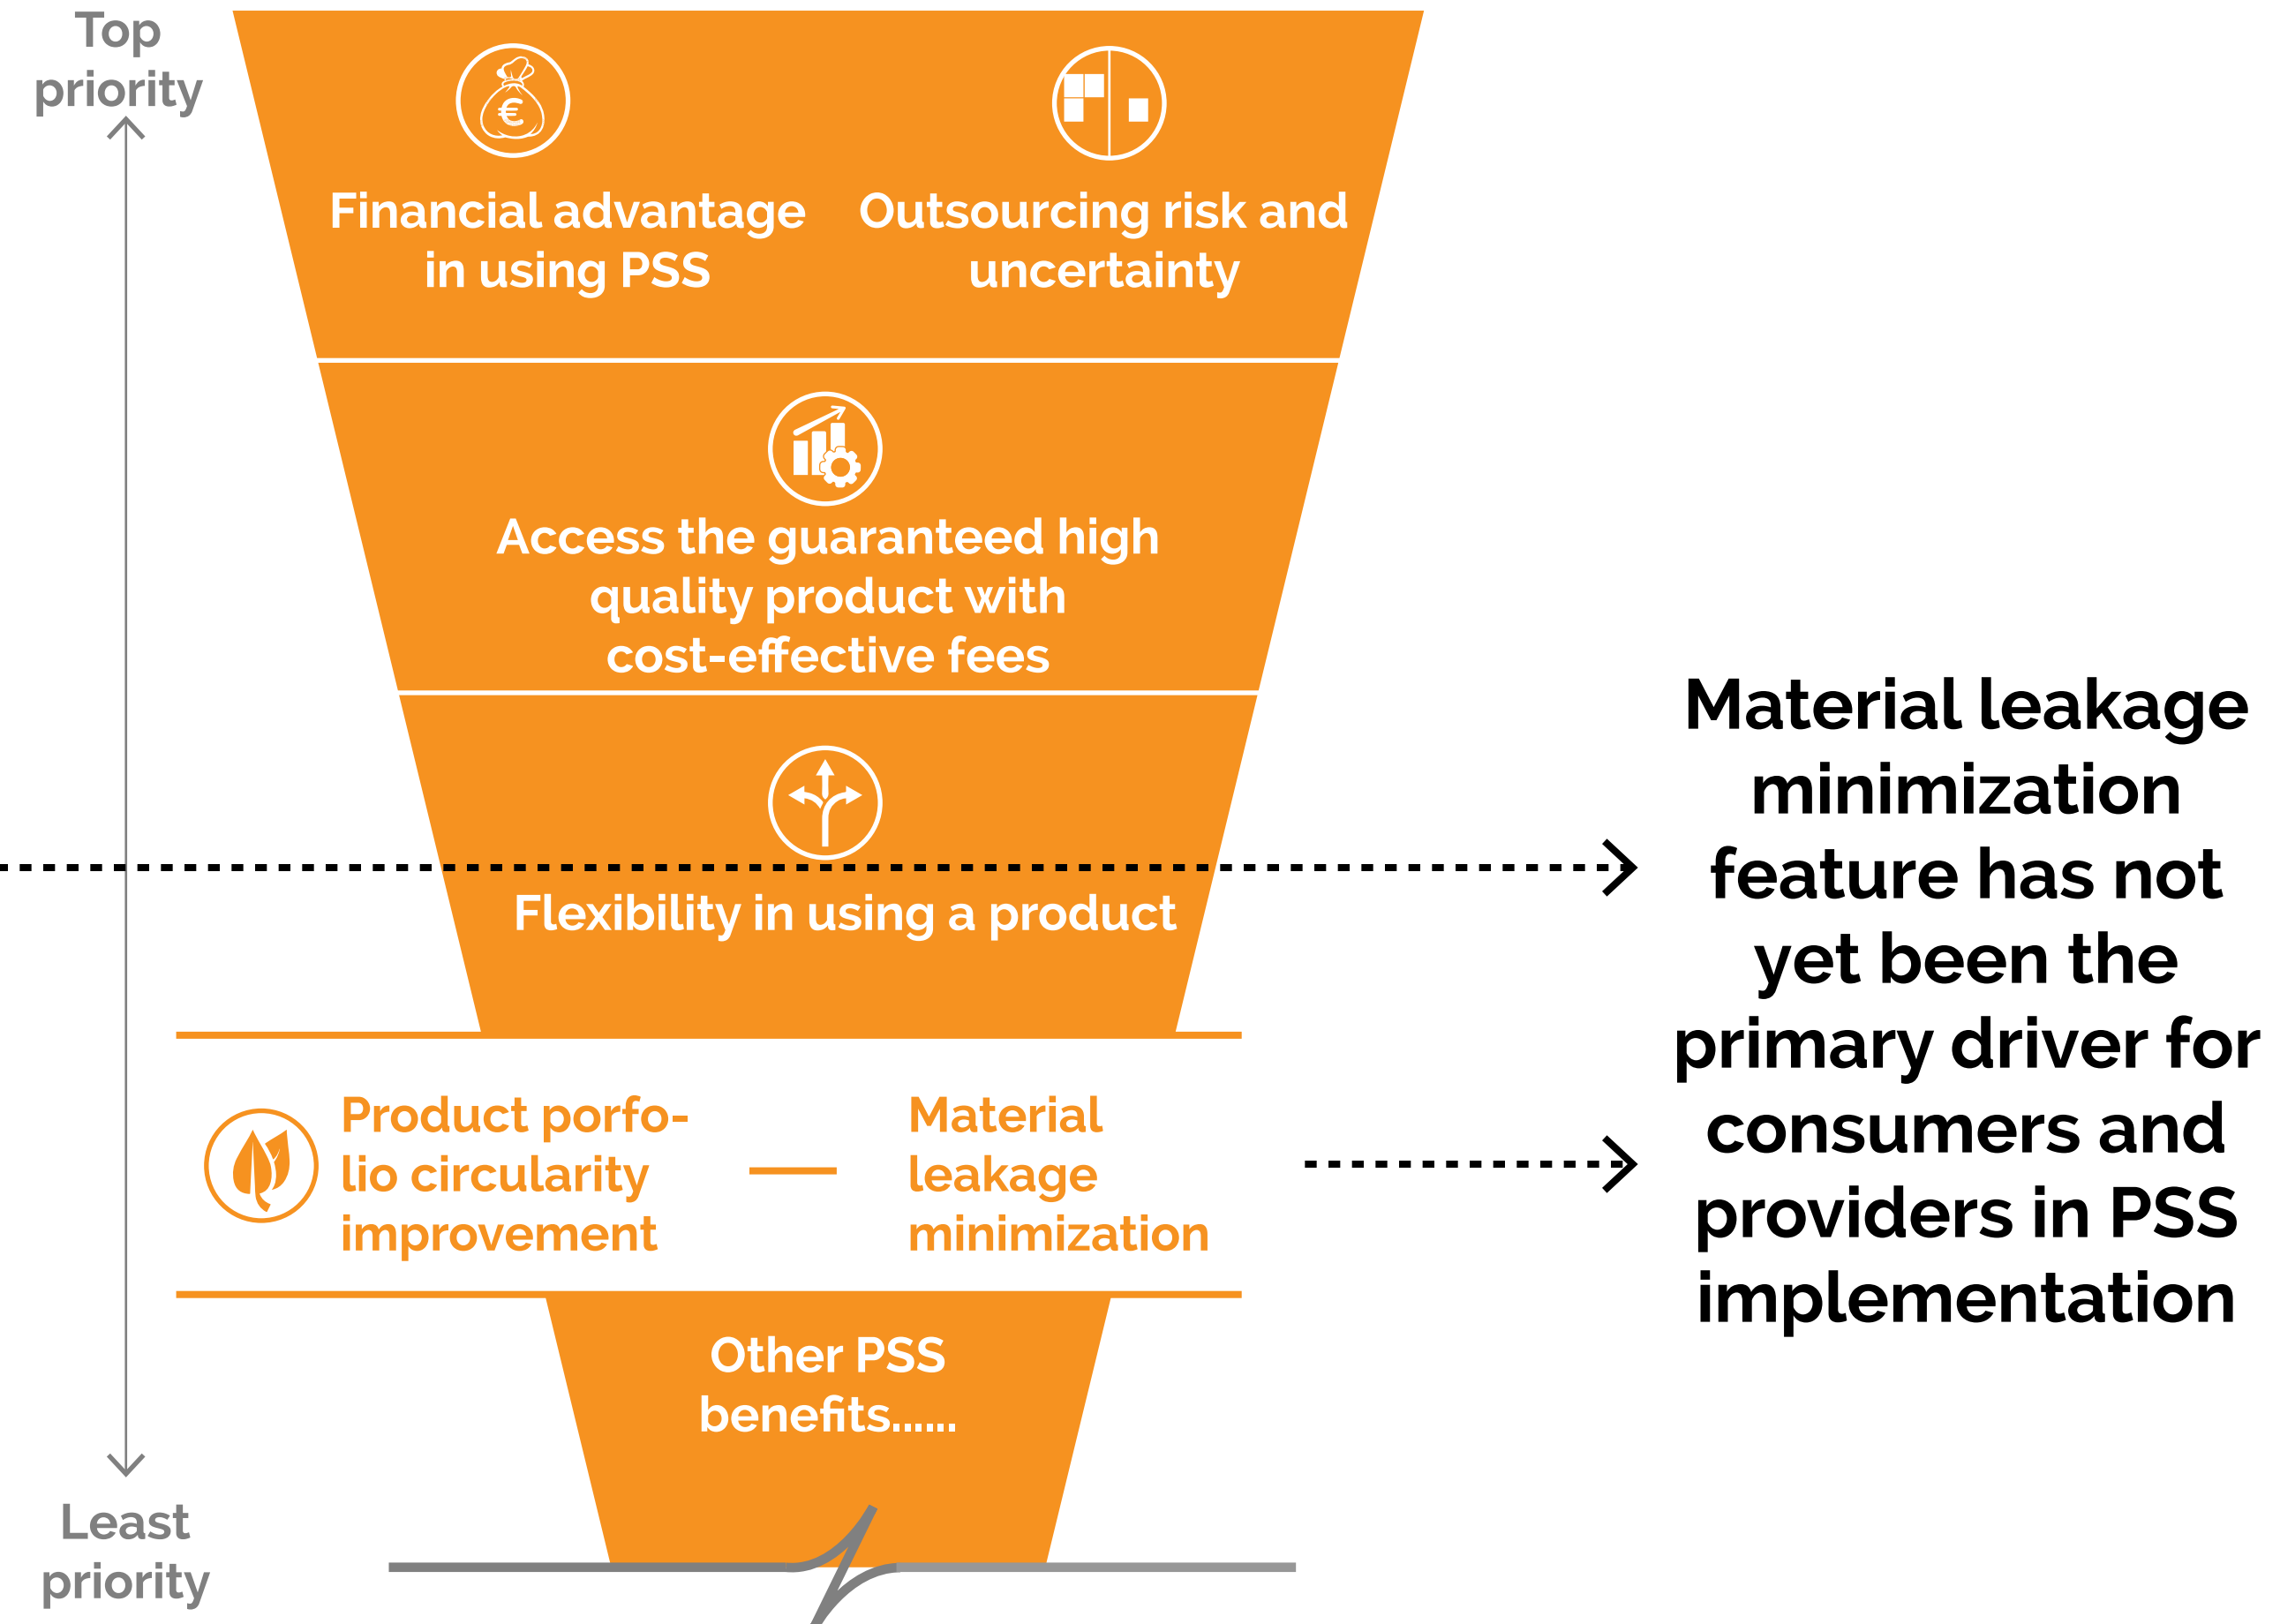 Top
priority
€
Financial advantage
in using PSS
Outsourcing risk and
uncertainty
Access the guaranteed high
quality product with
cost-effective fees
Flexibility in using a product
Product porfo-
lio circularity
improvement
Material
leakage
minimization
Other PSS
benefits......
Least
priority
Material leakage
minimization
feature has not
yet been the
primary driver for
consumers and
providers in PSS
implementation